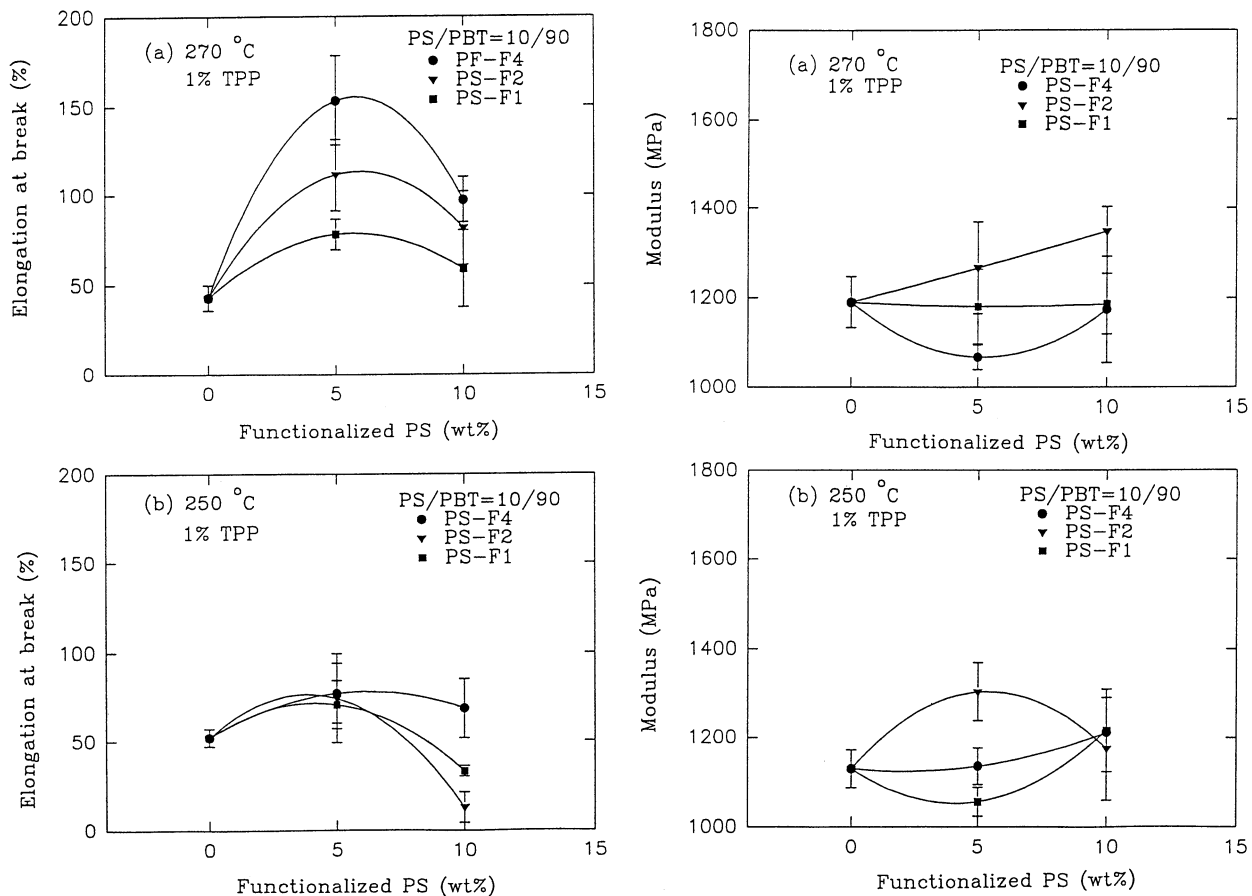 200
150
100
50
0
Elongation at break (%)
(a) 270 °C
1% TPP
PS/PBT=10/90
PF-F4
PS-F2
PS-F1
0 5 10 15
Functionalized PS (wt%)
1800
1600
1400
1200
1000
Modulus (MPa)
(a) 270 °C
1% TPP
PS/PBT=10/90
PS-F4
PS-F2
PS-F1
0 5 10 15
Functionalized PS (wt%)
200
150
100
50
0
Elongation at break (%)
(b) 250 °C
1% TPP
PS/PBT=10/90
PS-F4
PS-F2
PS-F1
0 5 10 15
Functionalized PS (wt%)
1800
1600
1400
1200
1000
Modulus (MPa)
(b) 250 °C
1% TPP
PS/PBT=10/90
PS-F4
PS-F2
PS-F1
0 5 10 15
Functionalized PS (wt%)